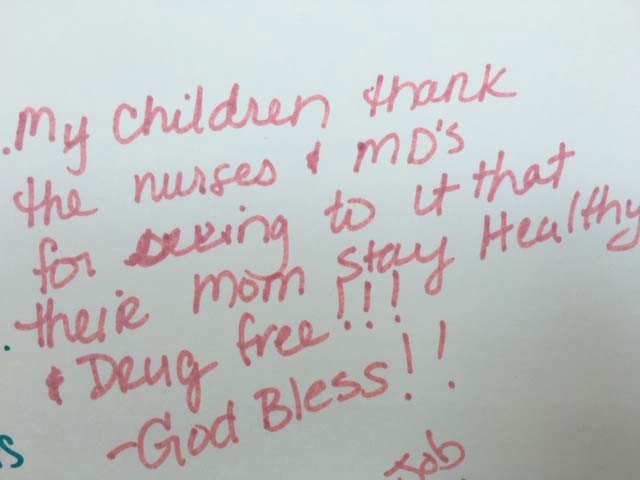 .My children thank
the nurses & MD's
for seeing to it that
their mom stay Healthy
& Drug free!!!
-God Bless!!
s
Job